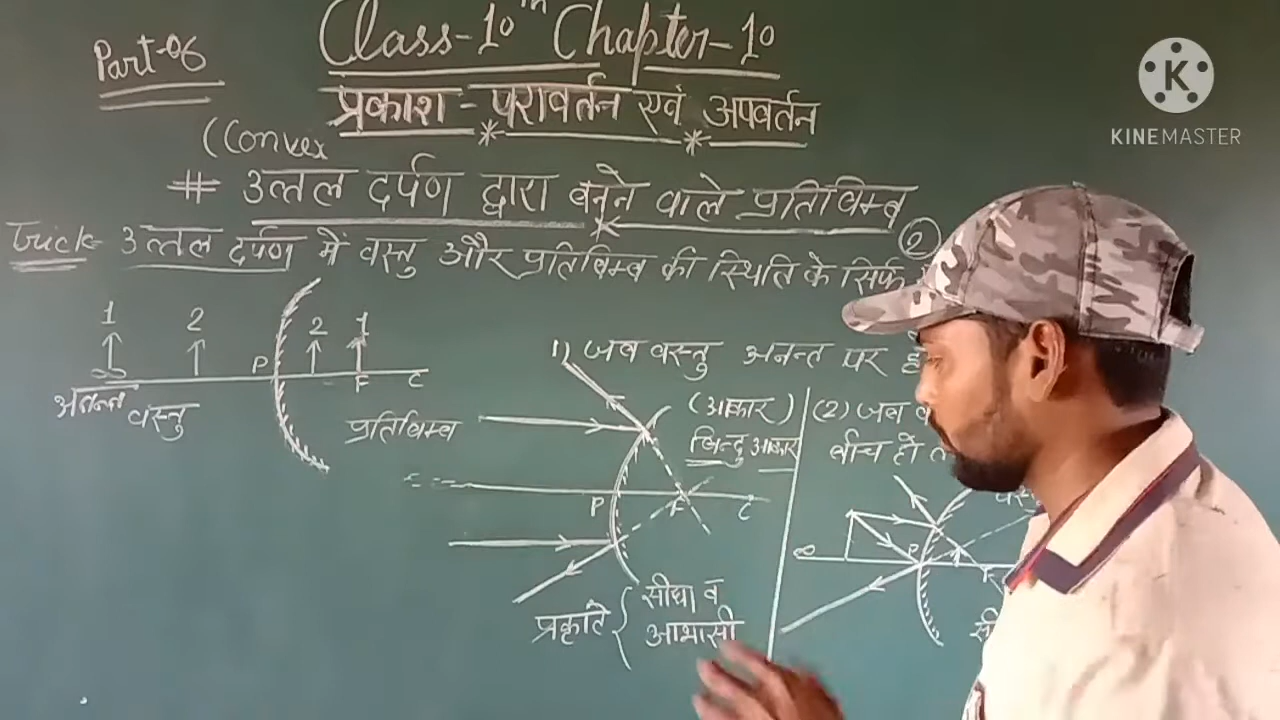 Part-06
Class-10th Chapter-10
प्रकाश - परावर्तन एवं अपवर्तन
(Convex
# उत्तल दर्पण द्वारा बनने वाले प्रतिविम्ब
Trick- उत्तल दर्पण में वस्तु और प्रतिविम्ब की स्थिति के सिर्फ 2
1 2 P 2 1 F C
अनन्त वस्तु
प्रतिविम्ब
1) जब वस्तु अनन्त पर
(आकार)
बिन्दु आकार
P F C
प्रकृति { सीधा व
आभासी
(2) जब
बीच हो
∞ P
K
KINEMASTER